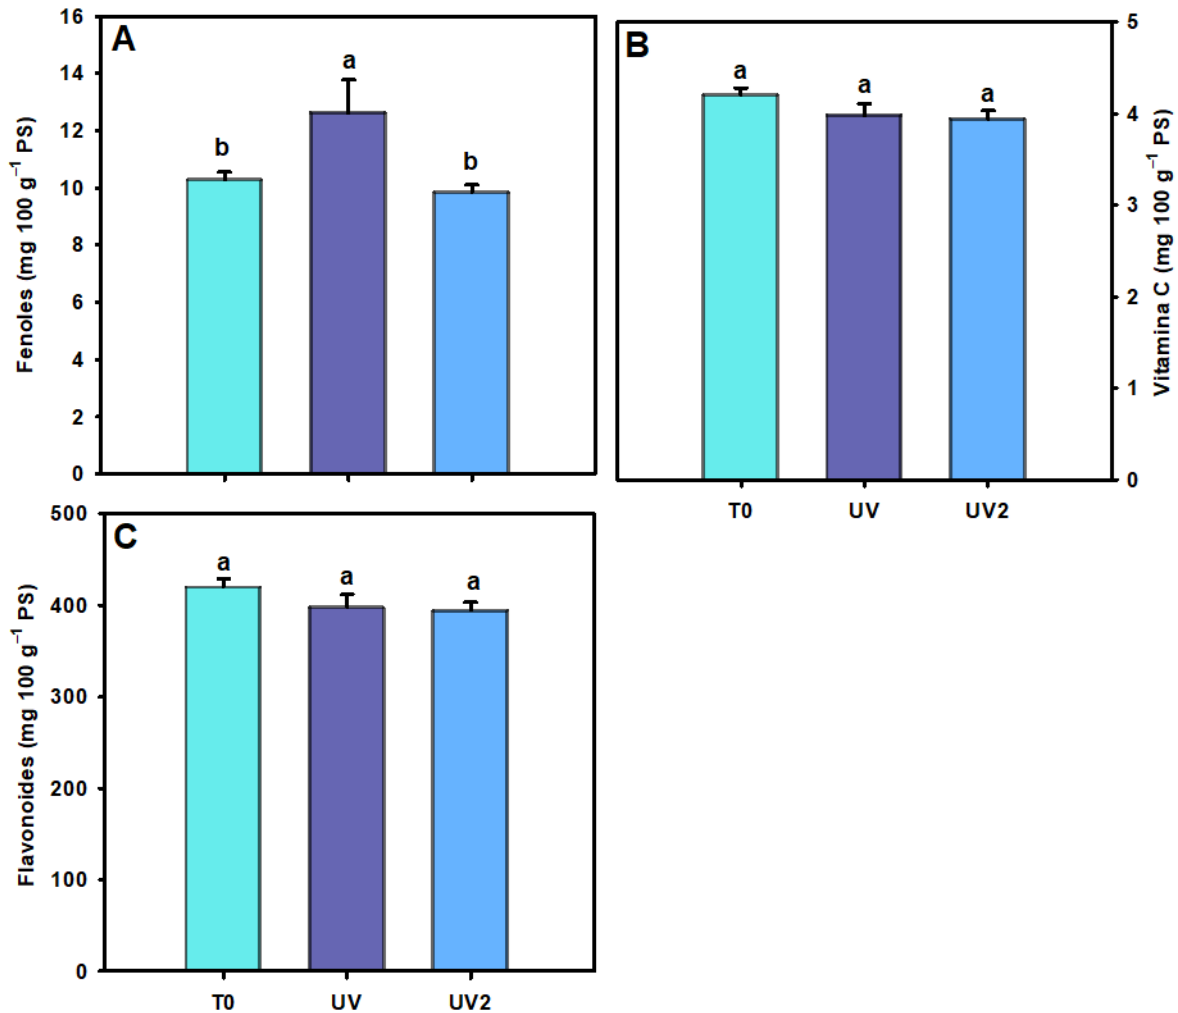 A
16
14
12
10
8
6
4
2
0
Fenoles (mg 100 g⁻¹ PS)
b
a
b
B
5
4
3
2
1
0
Vitamina C (mg 100 g⁻¹ PS)
a
a
a
T0 UV UV2
C
500
400
300
200
100
0
Flavonoides (mg 100 g⁻¹ PS)
a
a
a
T0 UV UV2